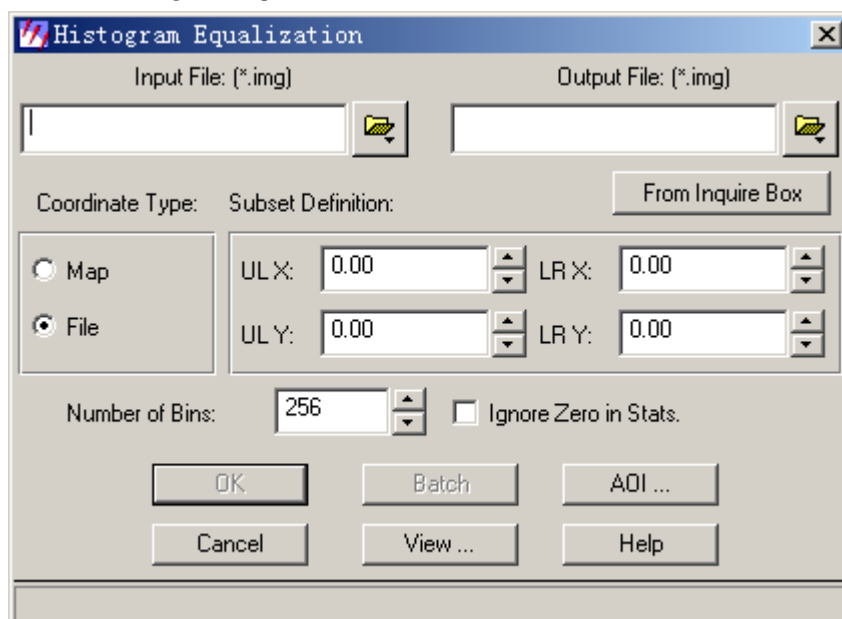 Histogram Equalization
Input File: (*.img) Output File: (*.img)
From Inquire Box
Coordinate Type: Subset Definition:
Map UL X: 0.00 LR X: 0.00
File UL Y: 0.00 LR Y: 0.00
Number of Bins: 256 Ignore Zero in Stats.
OK Batch AOI ...
Cancel View ... Help